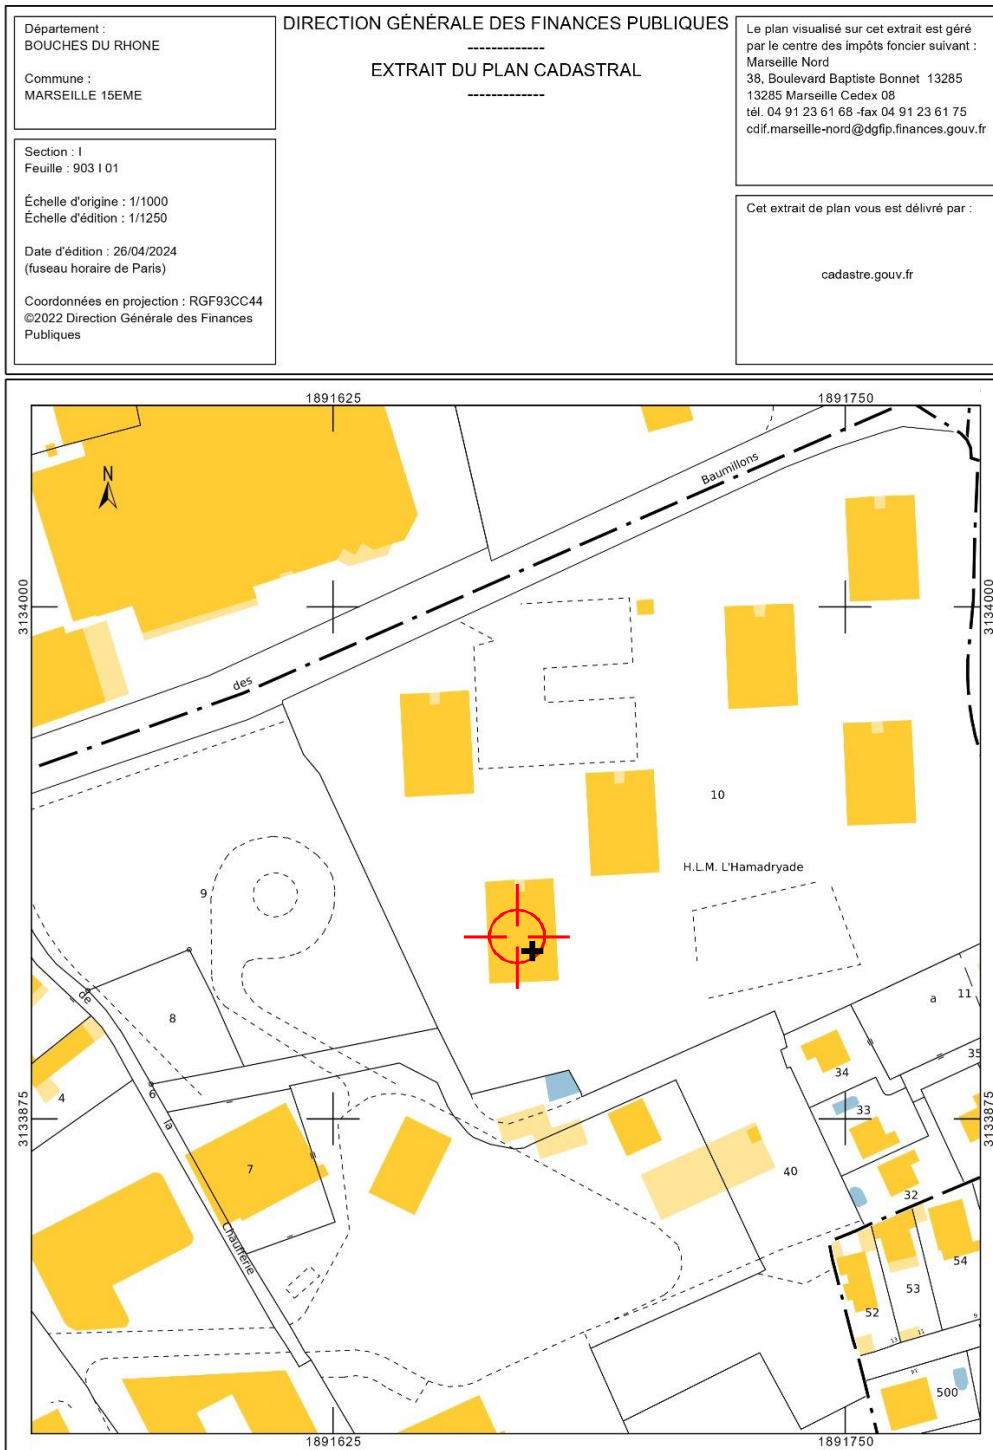 Département :
BOUCHES DU RHONE
Commune :
MARSEILLE 15EME
Section : I
Feuille : 903 I 01
Échelle d'origine : 1/1000
Échelle d'édition : 1/1250
Date d'édition : 26/04/2024
(fuseau horaire de Paris)
Coordonnées en projection : RGF93CC44
©2022 Direction Générale des Finances
Publiques
DIRECTION GÉNÉRALE DES FINANCES PUBLIQUES
-------------
EXTRAIT DU PLAN CADASTRAL
-------------
Le plan visualisé sur cet extrait est géré
par le centre des impôts foncier suivant :
Marseille Nord
38, Boulevard Baptiste Bonnet 13285
13285 Marseille Cedex 08
tél. 04 91 23 61 68 -fax 04 91 23 61 75
cdif.marseille-nord@dgfip.finances.gouv.fr
Cet extrait de plan vous est délivré par :
cadastre.gouv.fr
1891625
1891750
N
Baumillons
3134000
3134000
des
10
H.L.M. L'Hamadryade
9
de
8
a
11
35
34
4
6
33
3133875
3133875
la
7
40
32
Chaufferie
54
53
52
13
11
9
14
500
1891625
1891750